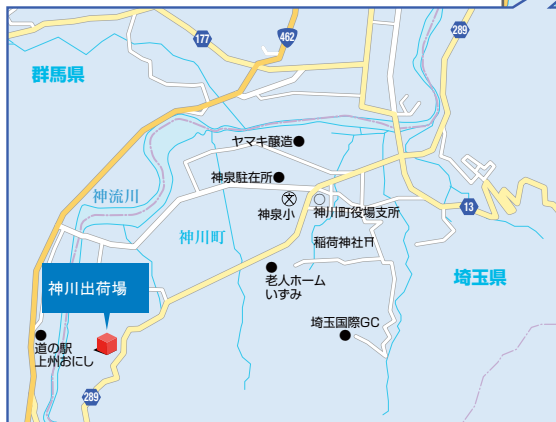 289
177
462
群馬県
ヤマキ醸造
神泉駐在所
神流川
13
神泉小
神川町役場支所
神川町
稲荷神社
老人ホーム
いずみ
埼玉県
神川出荷場
埼玉国際GC
道の駅
上州おにし
289